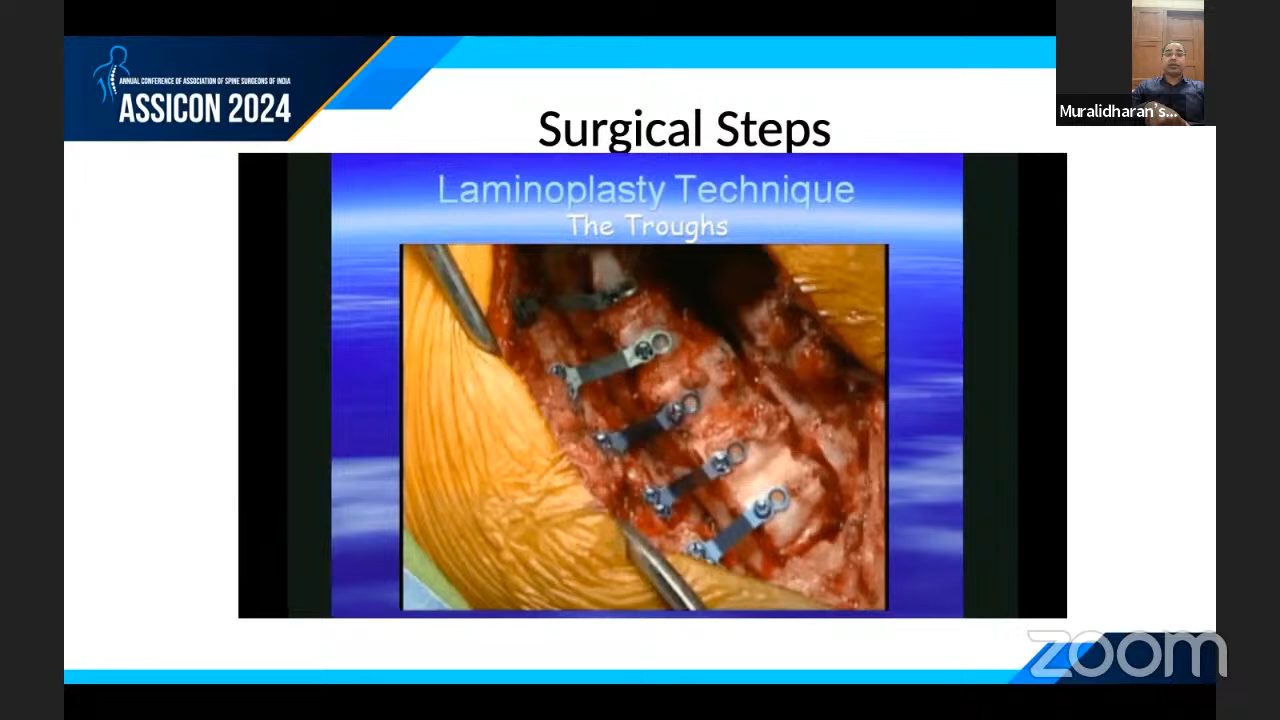 ANNUAL CONFERENCE OF ASSOCIATION OF SPINE SURGEONS OF INDIA
ASSICON 2024
Muralidharan's...
Surgical Steps
Laminoplasty Technique
The Troughs
zoom